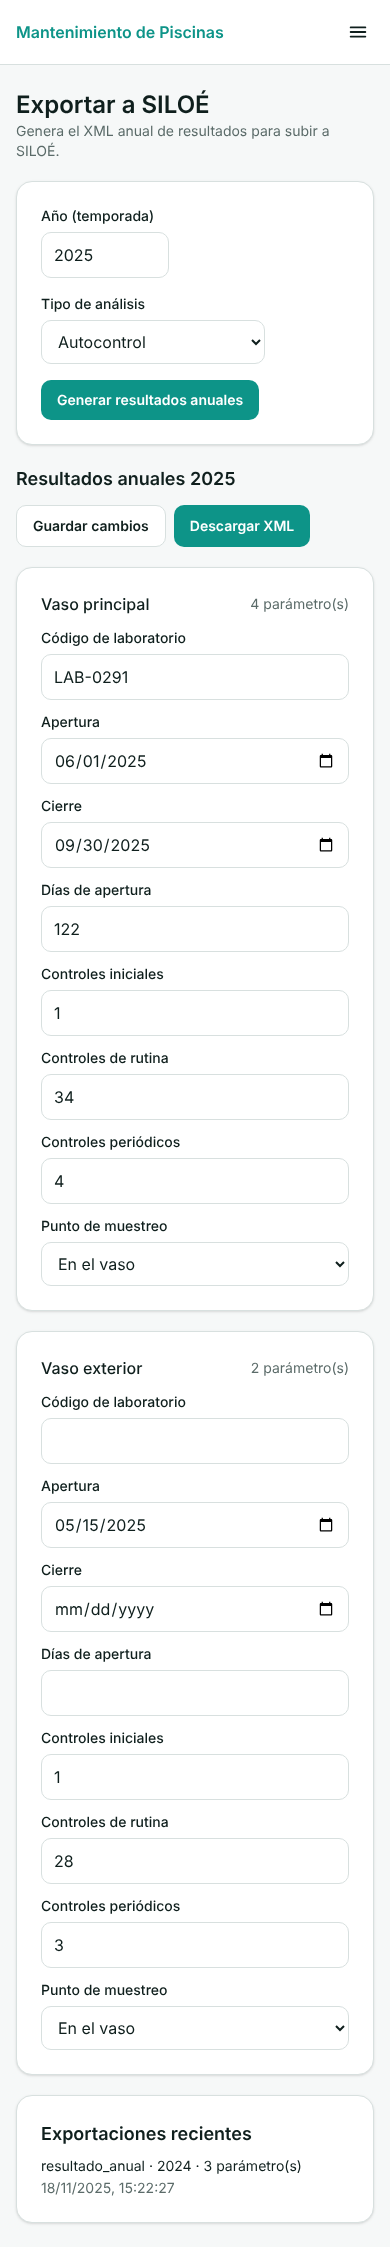 Mantenimiento de Piscinas
Exportar a SILOÉ
Genera el XML anual de resultados para subir a
SILOÉ.
Año (temporada)
2025
Tipo de análisis
Autocontrol
Generar resultados anuales
Resultados anuales 2025
Guardar cambios
Descargar XML
Vaso principal
4 parámetro(s)
Código de laboratorio
LAB-0291
Apertura
06/01/2025
Cierre
09/30/2025
Días de apertura
122
Controles iniciales
1
Controles de rutina
34
Controles periódicos
4
Punto de muestreo
En el vaso
Vaso exterior
2 parámetro(s)
Código de laboratorio
Apertura
05/15/2025
Cierre
mm/dd/yyyy
Días de apertura
Controles iniciales
1
Controles de rutina
28
Controles periódicos
3
Punto de muestreo
En el vaso
Exportaciones recientes
resultado_anual · 2024 · 3 parámetro(s)
18/11/2025, 15:22:27